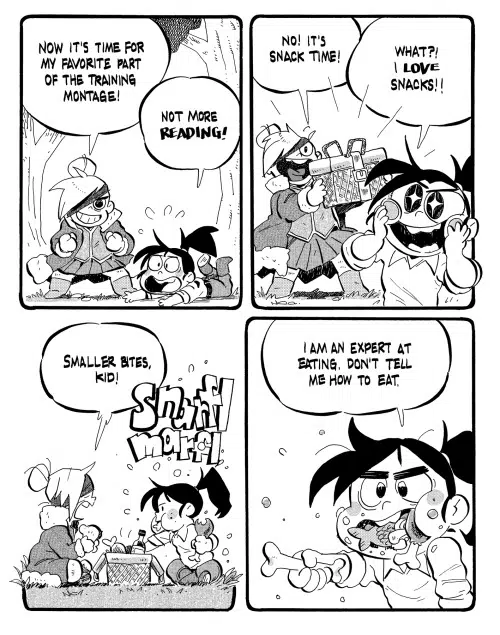 NOW IT'S TIME FOR
MY FAVORITE PART
OF THE TRAINING
MONTAGE!
NOT MORE
READING!
NO! IT'S
SNACK TIME!
WHAT?!
I LOVE
SNACKS!!
SMALLER BITES,
KID!
Snarf!
marf!
I AM AN EXPERT AT
EATING. DON'T TELL
ME HOW TO EAT.